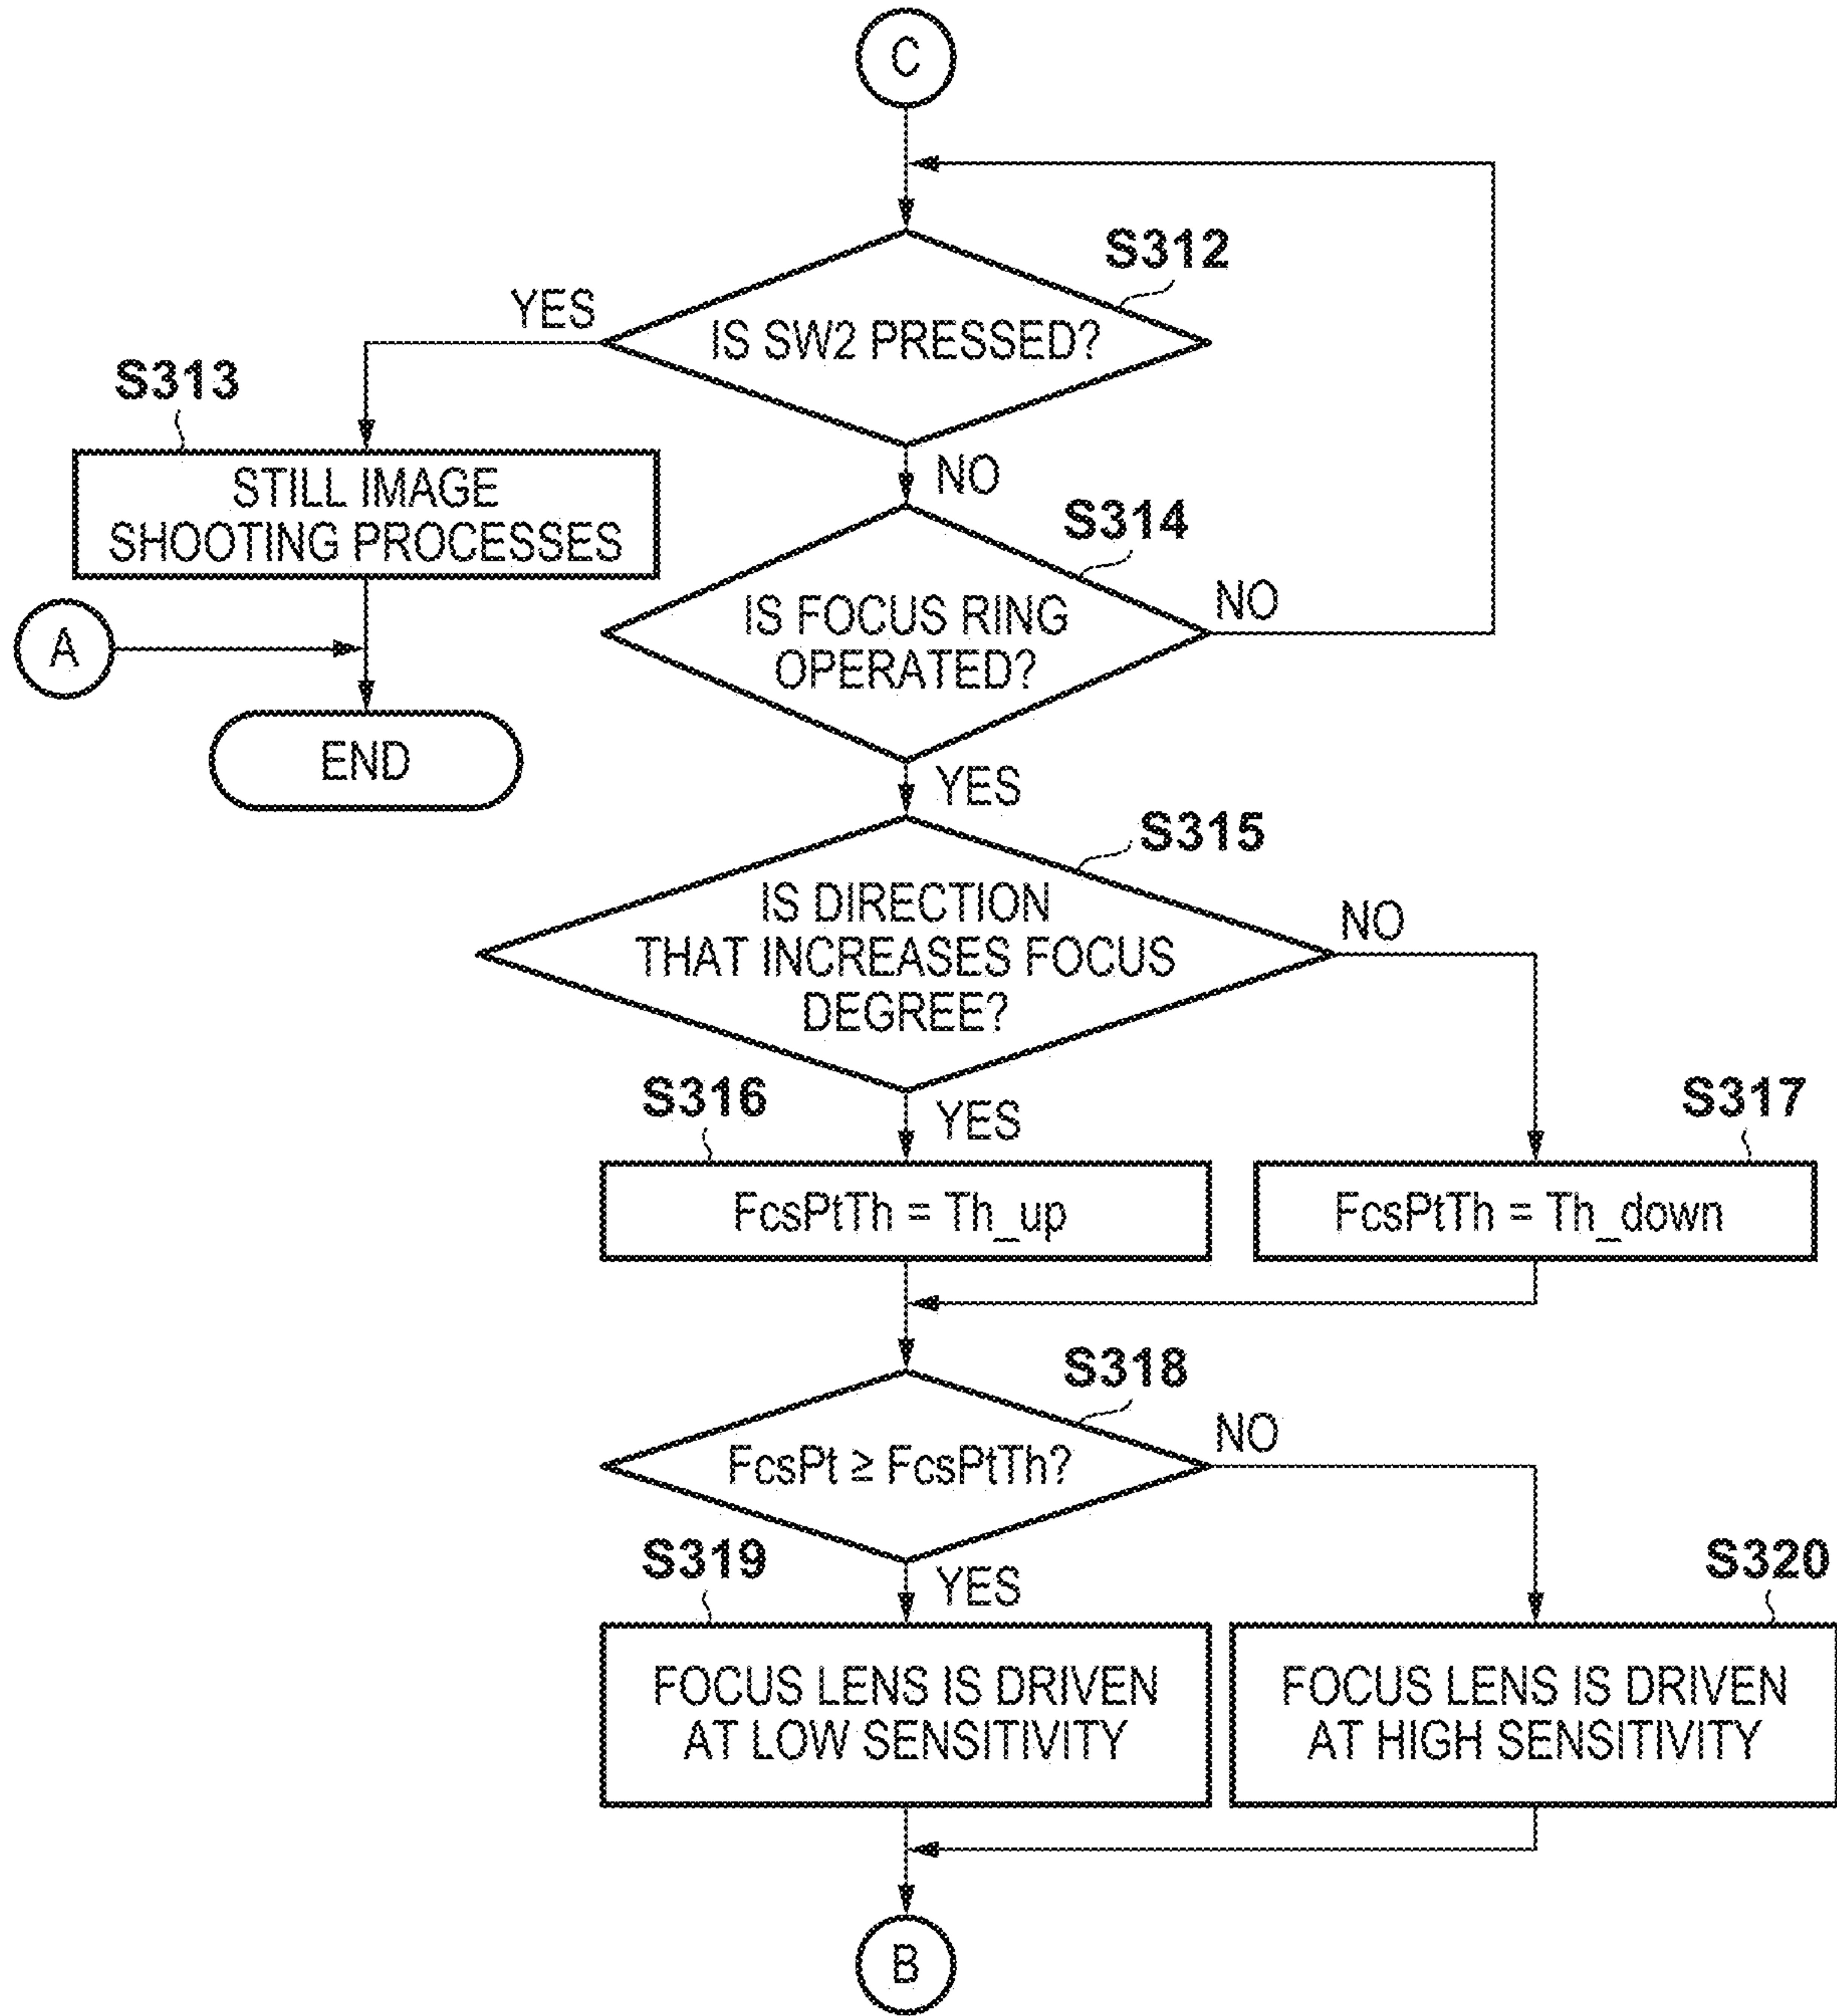 C
S312
YES
IS SW2 PRESSED?
S313
STILL IMAGE
SHOOTING PROCESSES
NO
S314
IS FOCUS RING
OPERATED?
NO
A
END
YES
S315
IS DIRECTION
THAT INCREASES FOCUS
DEGREE?
NO
S316
YES
S317
FcsPtTh = Th_up
FcsPtTh = Th_down
S318
FcsPt ≥ FcsPtTh?
NO
S319
YES
S320
FOCUS LENS IS DRIVEN
AT LOW SENSITIVITY
FOCUS LENS IS DRIVEN
AT HIGH SENSITIVITY
B